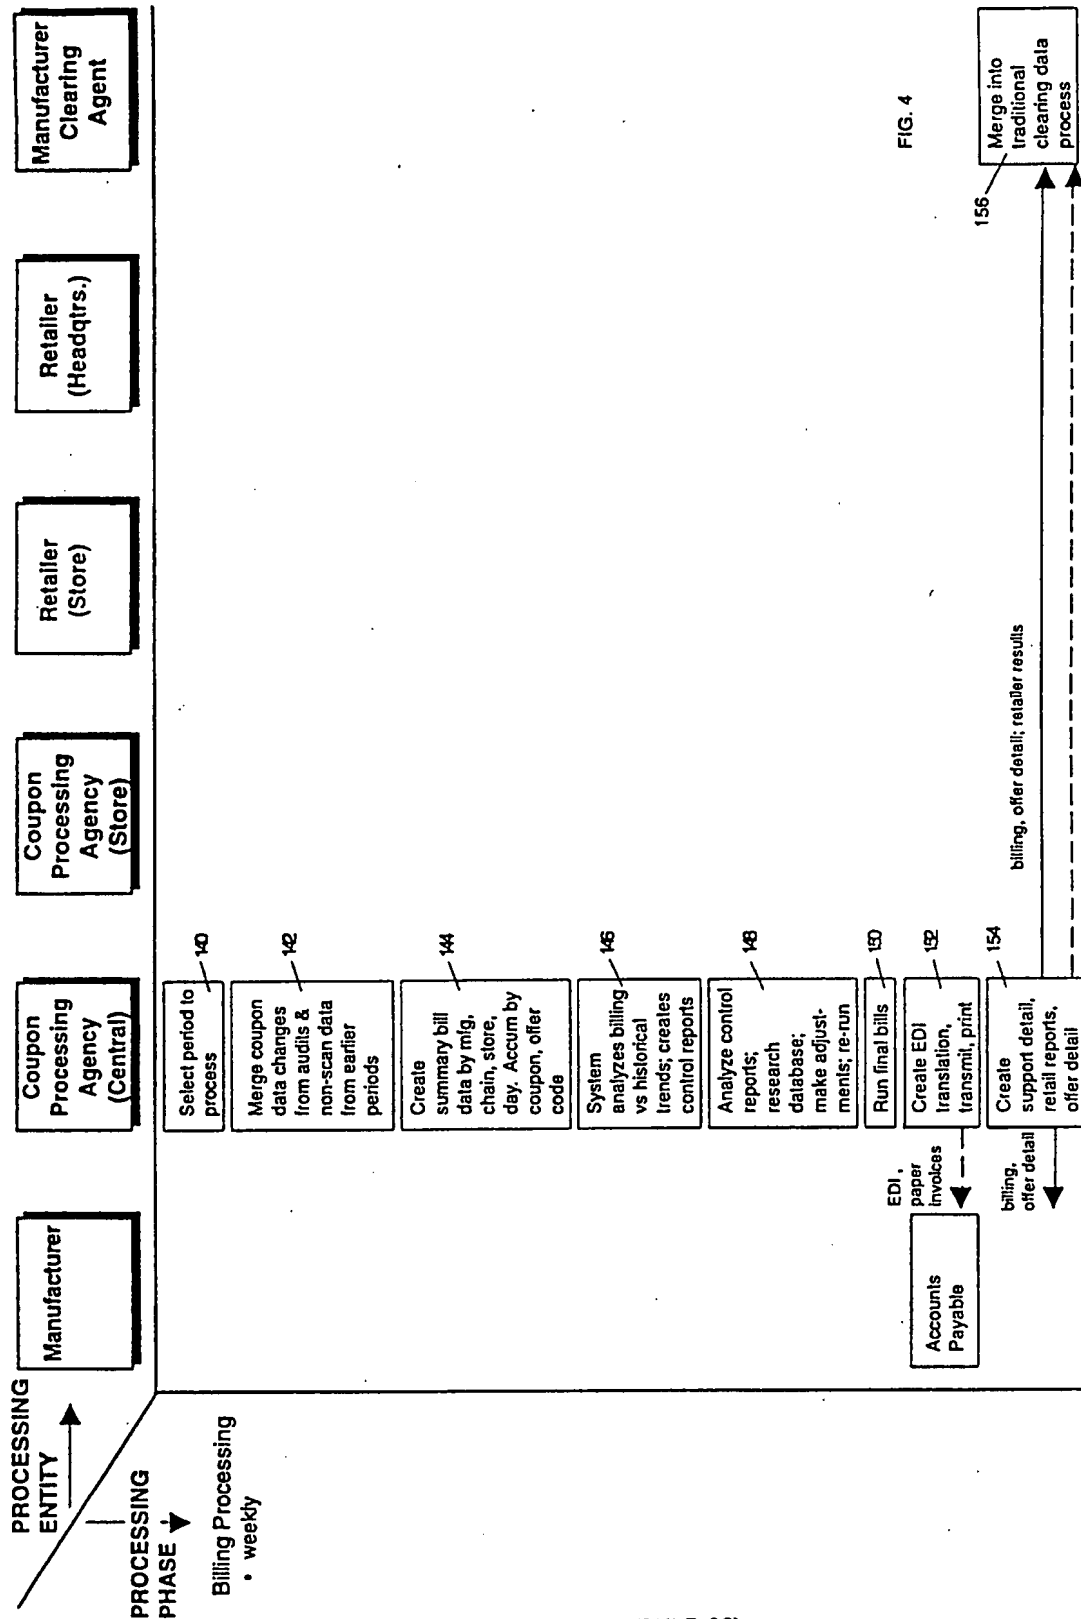 PROCESSING
ENTITY
PROCESSING
PHASE
Manufacturer
Coupon
Processing
Agency
(Central)
Coupon
Processing
Agency
(Store)
Retailer
(Store)
Retailer
(Headqtrs.)
Manufacturer
Clearing
Agent
Billing Processing
• weekly
Select period to
process
140
Merge coupon
data changes
from audits &
non-scan data
from earlier
periods
142
Create
summary bill
data by mfg,
chain, store,
day. Accum by
coupon, offer
code
144
System
analyzes billing
vs historical
trends; creates
control reports
146
Analyze control
reports;
research
database;
make adjust-
ments; re-run
148
Run final bills
150
Create EDI
translation,
transmit, print
152
EDI,
paper
invoices
Accounts
Payable
Create
support detail,
retail reports,
offer detail
154
billing,
offer detail
billing, offer detail; retailer results
156
Merge into
traditional
clearing data
process
FIG. 4